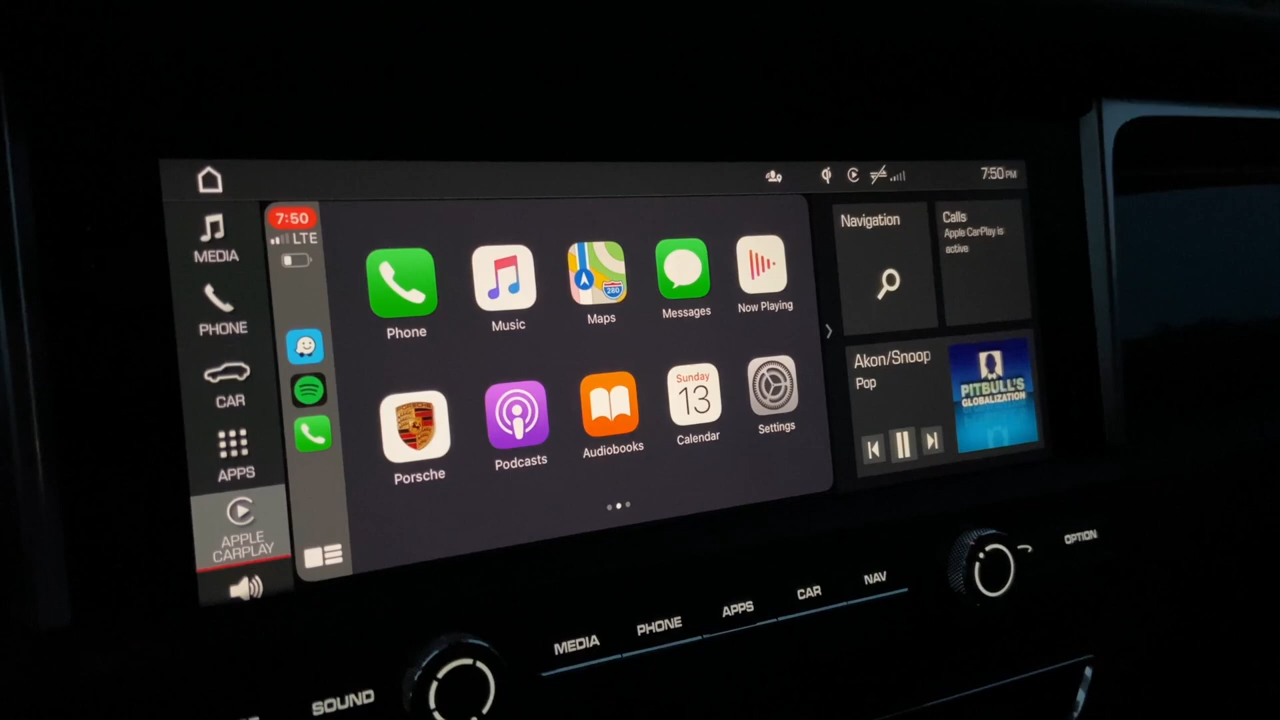 7:50 PM
MEDIA
PHONE
CAR
APPS
APPLE
CARPLAY
7:50
LTE
Phone
Music
Maps
280
Messages
Now Playing
Porsche
Podcasts
Audiobooks
Sunday
13
Calendar
Settings
Navigation
Calls
Apple CarPlay is
active
Akon/Snoop
Pop
PITBULL'S
GLOBALIZATION
SOUND
MEDIA
PHONE
APPS
CAR
NAV
OPTION